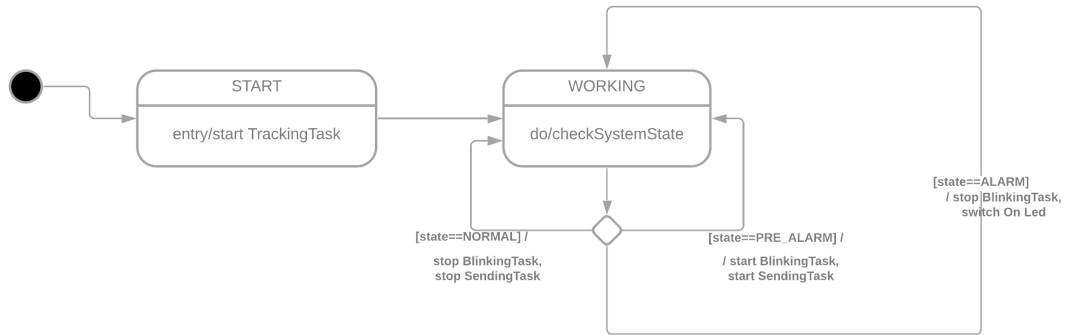 START
entry/start TrackingTask
WORKING
do/checkSystemState
[state==NORMAL] /
stop BlinkingTask,
stop SendingTask
[state==PRE_ALARM] /
/ start BlinkingTask,
start SendingTask
[state==ALARM]
/ stop BlinkingTask,
switch On Led